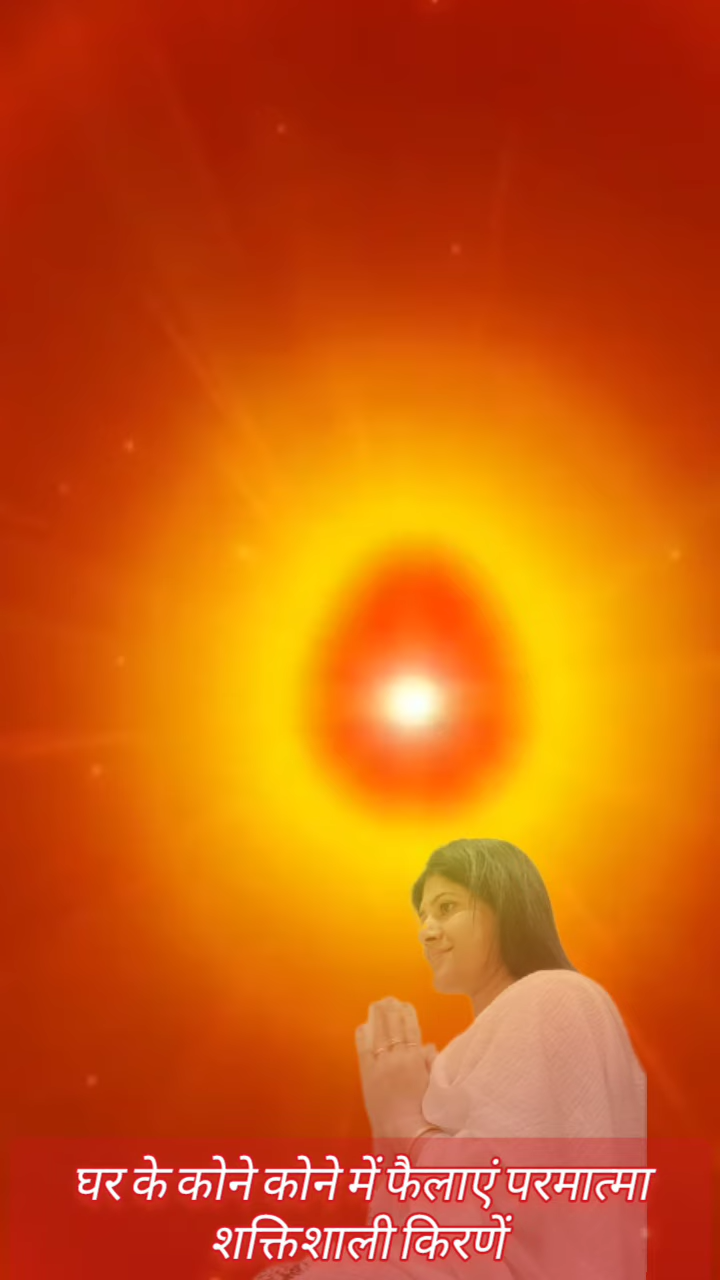 घर के कोने कोने में फैलाएं परमात्मा
शक्तिशाली किरणें